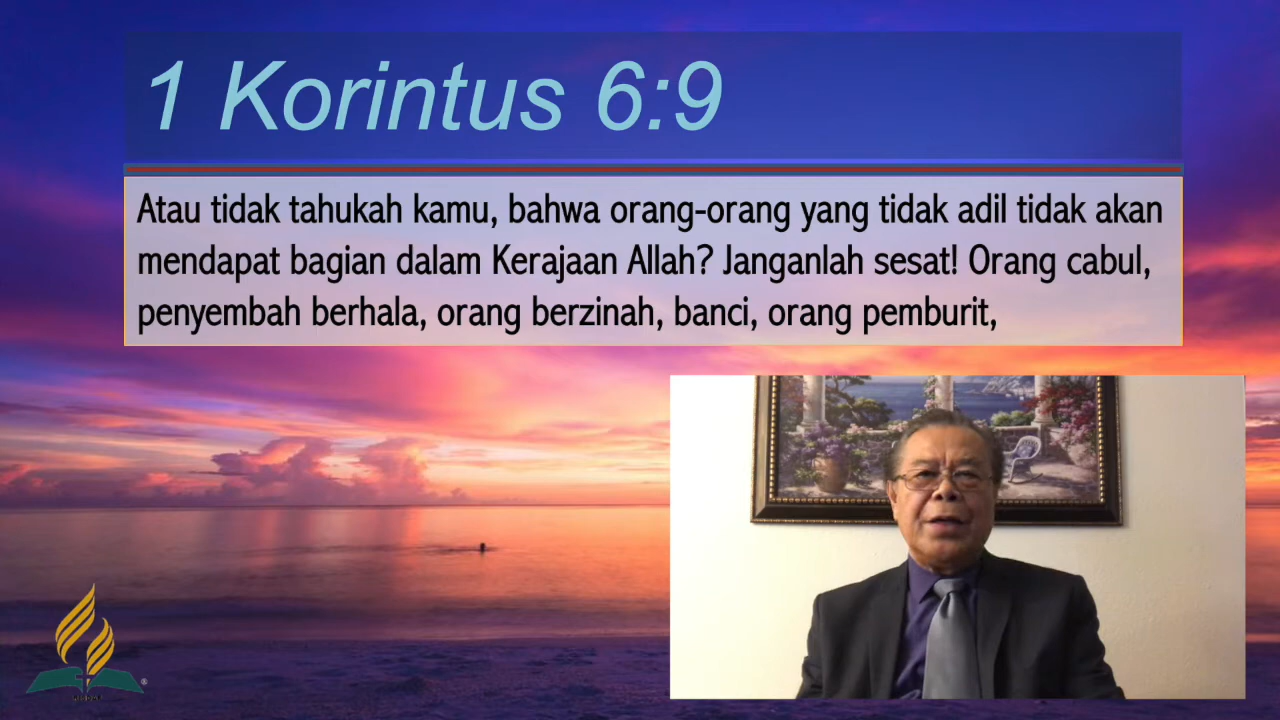 1 Korintus 6:9
Atau tidak tahukah kamu, bahwa orang-orang yang tidak adil tidak akan
mendapat bagian dalam Kerajaan Allah? Janganlah sesat! Orang cabul,
penyembah berhala, orang berzinah, banci, orang pemburit,
®